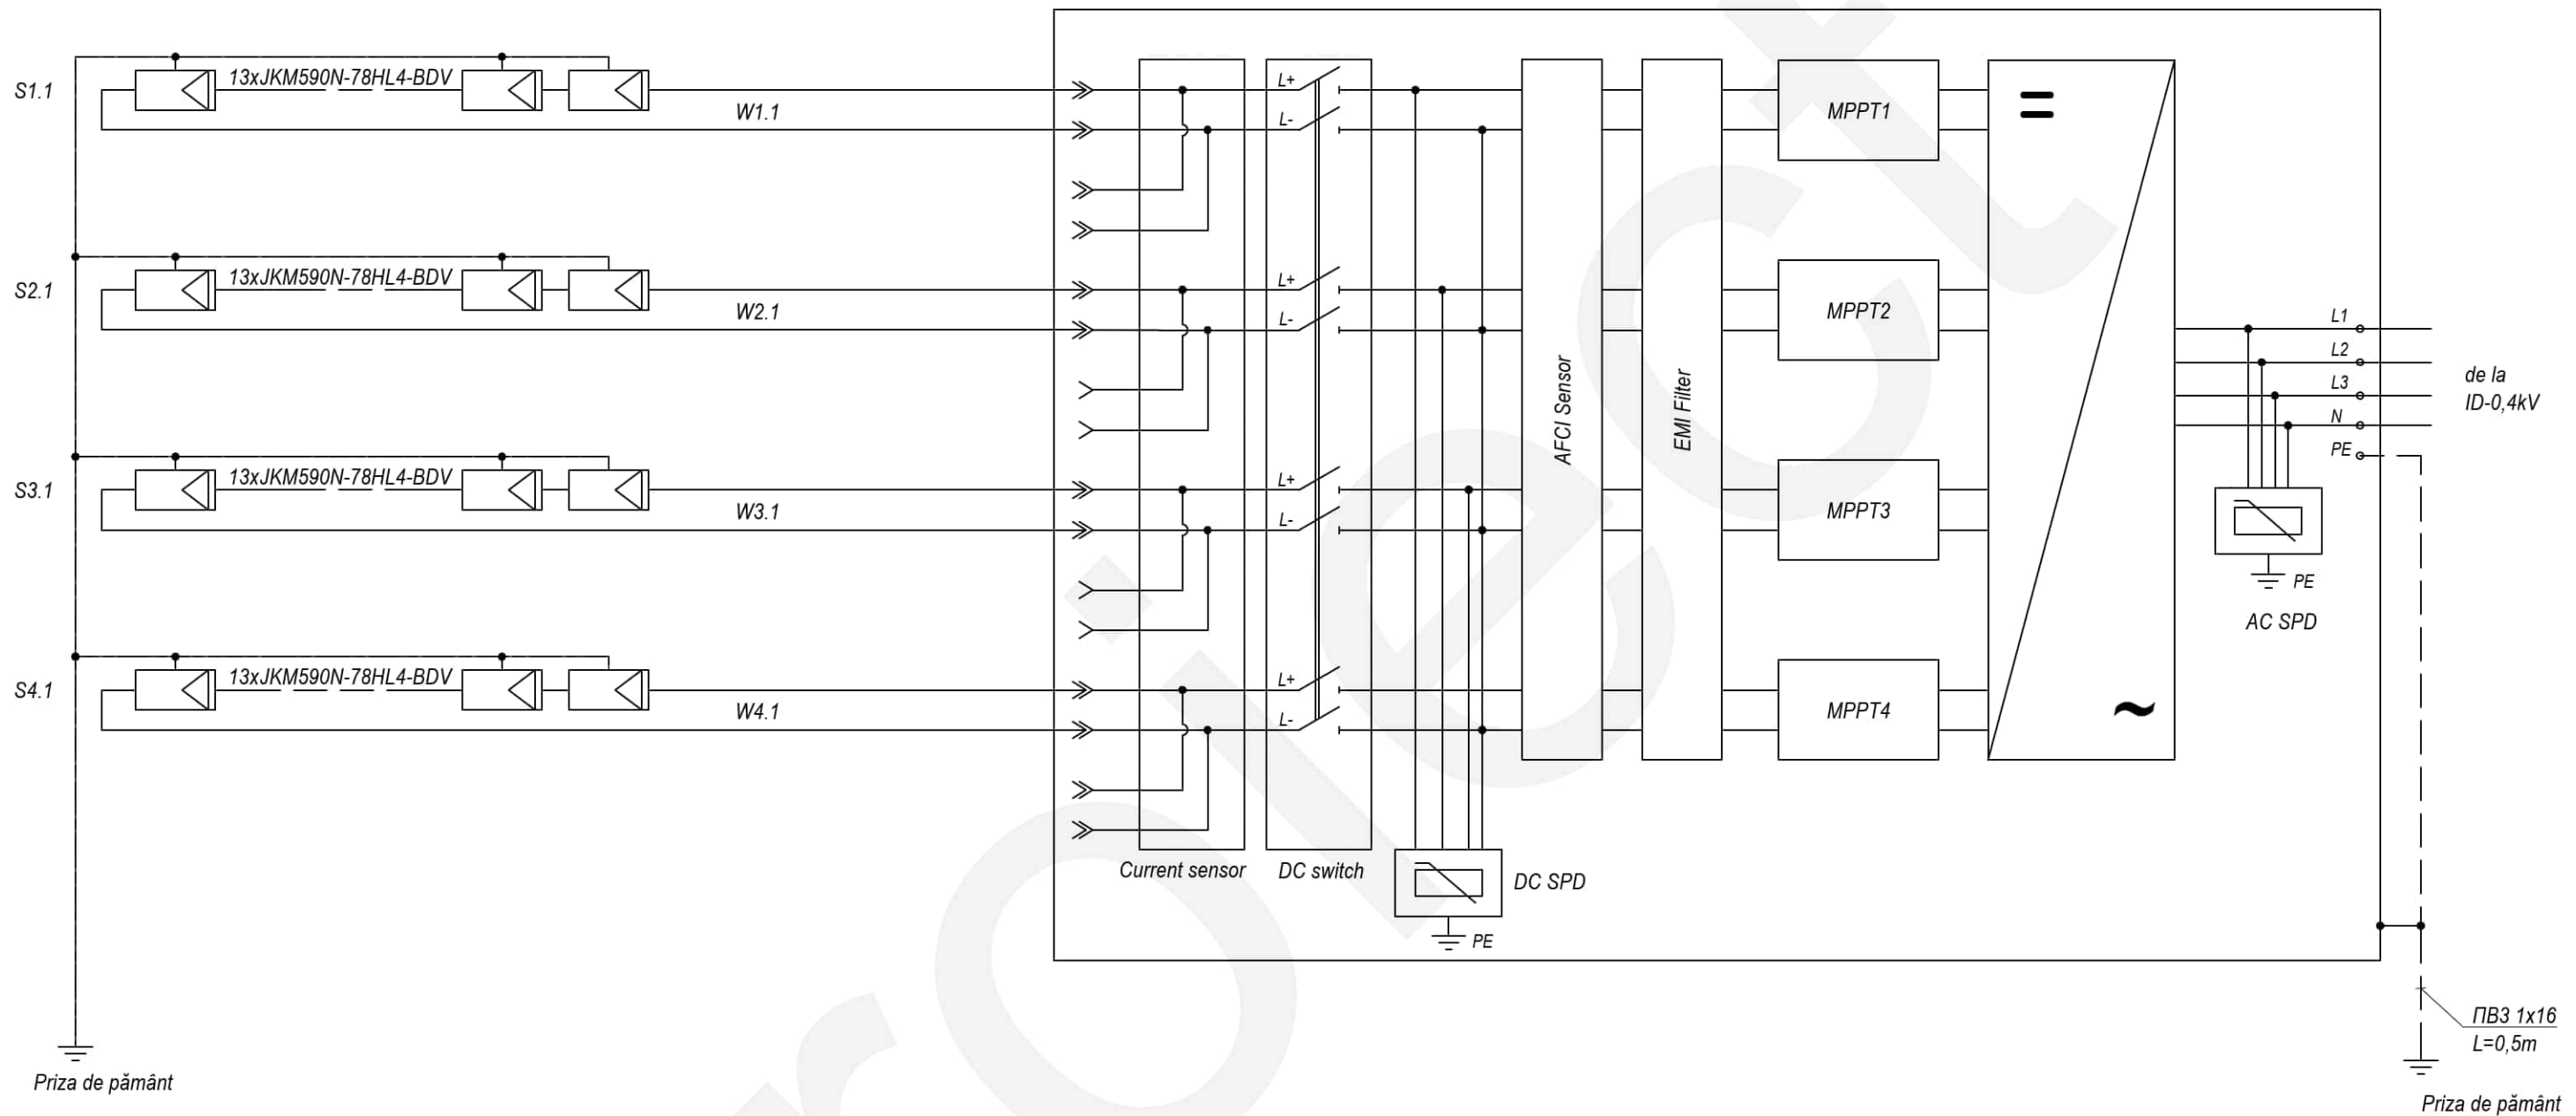 S1.1
13xJKM590N-78HL4-BDV
W1.1
L+
L-
MPPT1
=
S2.1
13xJKM590N-78HL4-BDV
W2.1
L+
L-
MPPT2
S3.1
13xJKM590N-78HL4-BDV
W3.1
L+
L-
MPPT3
S4.1
13xJKM590N-78HL4-BDV
W4.1
L+
L-
MPPT4
~
AFCI Sensor
EMI Filter
L1
L2
L3
N
PE
de la
ID-0,4kV
PE
AC SPD
Current sensor
DC switch
DC SPD
PE
ПВ3 1x16
L=0,5m
Priza de pământ
Priza de pământ
roiect